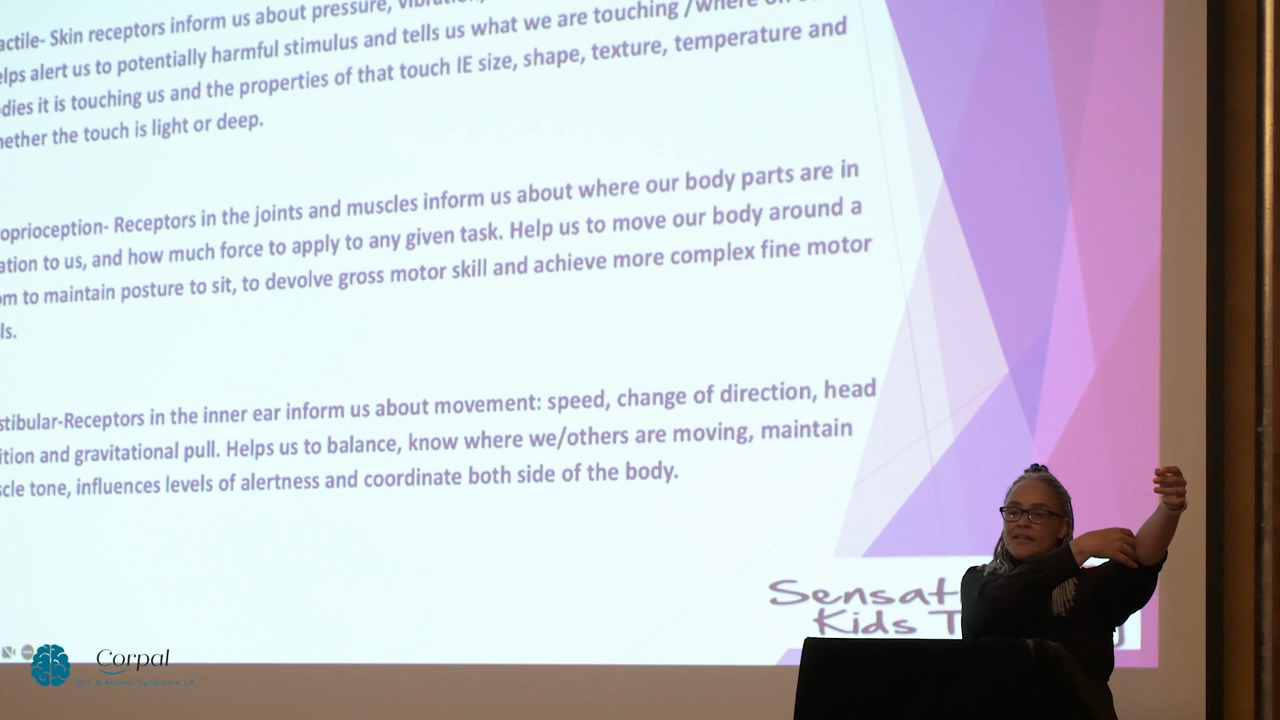 actile- Skin receptors inform us about pressure,
elps alert us to potentially harmful stimulus and tells us what we are touching /where on
dies it is touching us and the properties of that touch IE size, shape, texture, temperature and
hether the touch is light or deep.
oprioception- Receptors in the joints and muscles inform us about where our body parts are in
ation to us, and how much force to apply to any given task. Help us to move our body around a
om to maintain posture to sit, to devolve gross motor skill and achieve more complex fine motor
ls.
stibular-Receptors in the inner ear inform us about movement: speed, change of direction, head
ition and gravitational pull. Helps us to balance, know where we/others are moving, maintain
scle tone, influences levels of alertness and coordinate both side of the body.
Sensat
Kids T
Corpal
DCC & Aicardi Syndrome UK